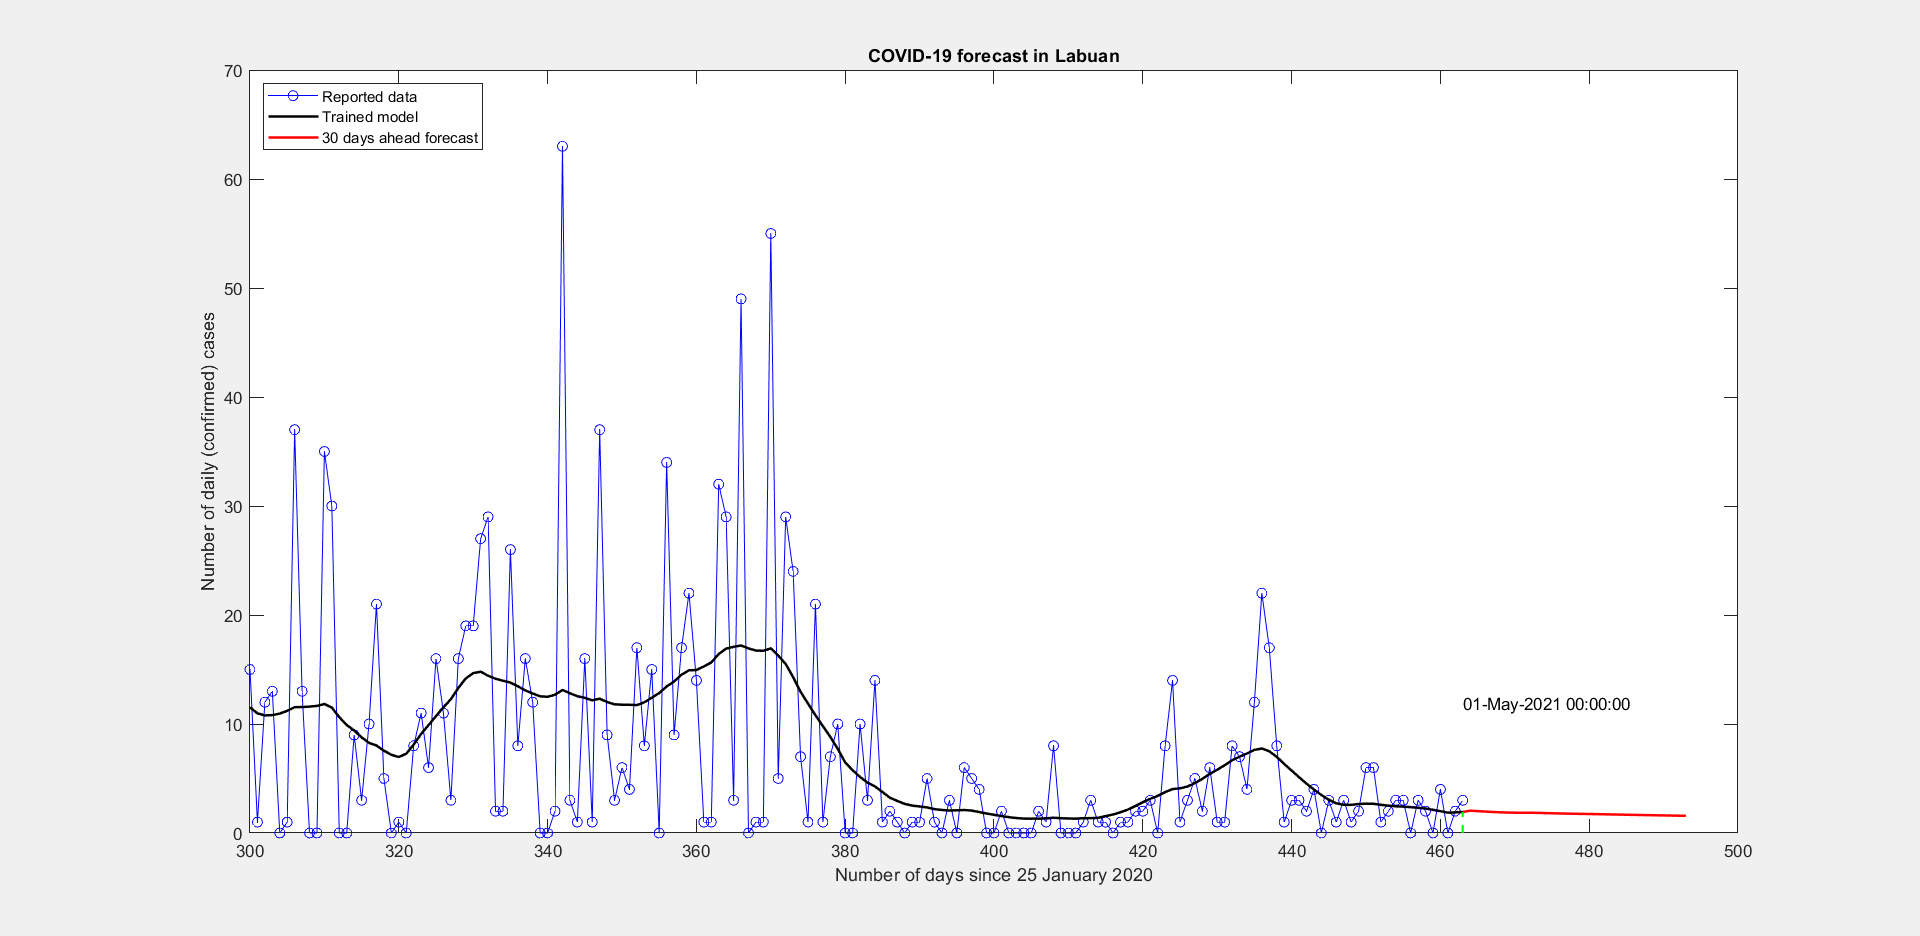 COVID-19 forecast in Labuan
Reported data
Trained model
30 days ahead forecast
70
60
50
40
30
20
10
0
Number of daily (confirmed) cases
01-May-2021 00:00:00
300 320 340 360 380 400 420 440 460 480 500
Number of days since 25 January 2020